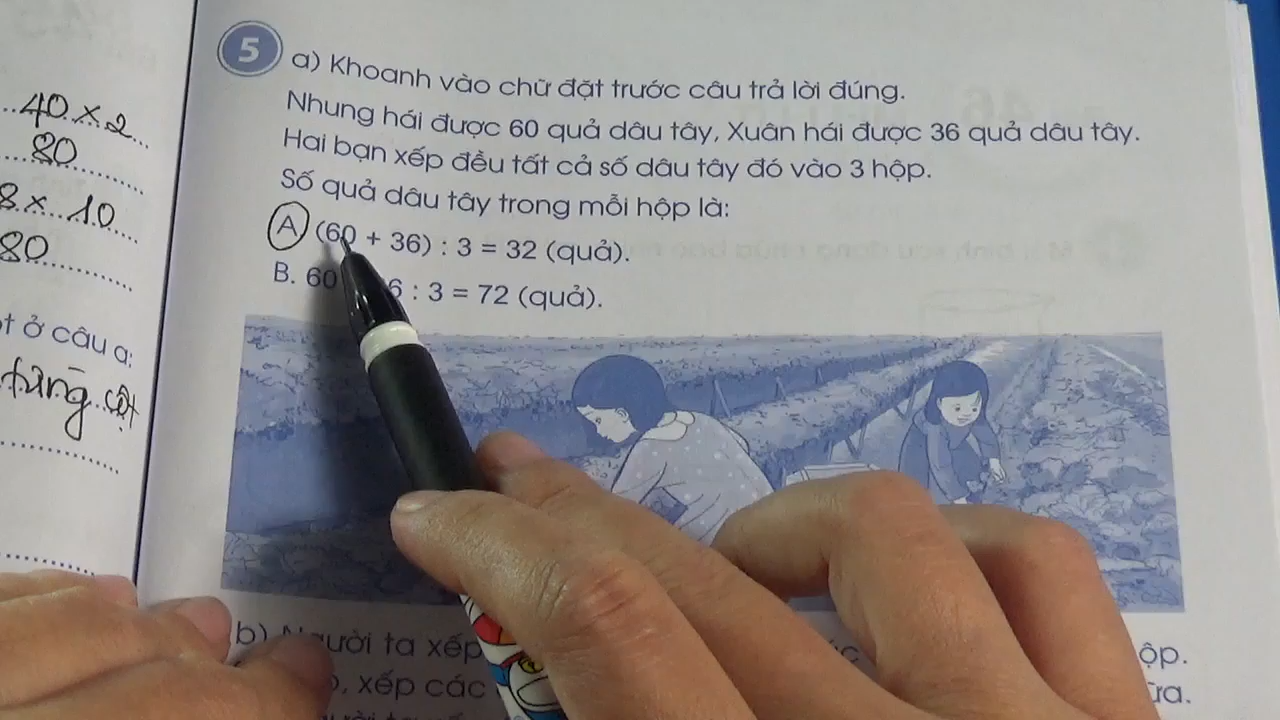 ...40 x 2...
80
8 x 10
80
t ở câu a:
từng cột
5
a) Khoanh vào chữ đặt trước câu trả lời đúng.
Nhung hái được 60 quả dâu tây, Xuân hái được 36 quả dâu tây.
Hai bạn xếp đều tất cả số dâu tây đó vào 3 hộp.
Số quả dâu tây trong mỗi hộp là:
A (60 + 36) : 3 = 32 (quả).
B. 60 6 : 3 = 72 (quả).
b) Người ta xếp ộp.
xếp các ữa.